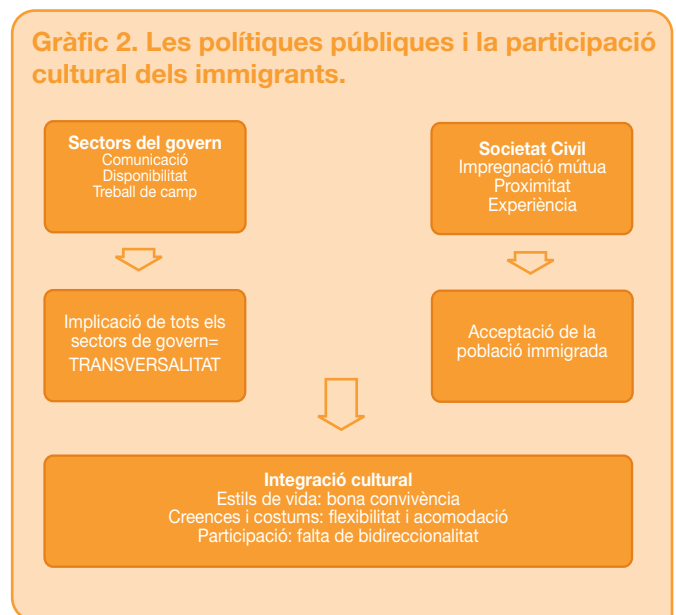 Gràfic 2. Les polítiques públiques i la participació
cultural dels immigrants.
Sectors del govern
Comunicació
Disponibilitat
Treball de camp
Societat Civil
Impregnació mútua
Proximitat
Experiència
Implicació de tots els
sectors de govern=
TRANSVERSALITAT
Acceptació de la
població immigrada
Integració cultural
Estils de vida: bona convivència
Creences i costums: flexibilitat i acomodació
Participació: falta de bidireccionalitat